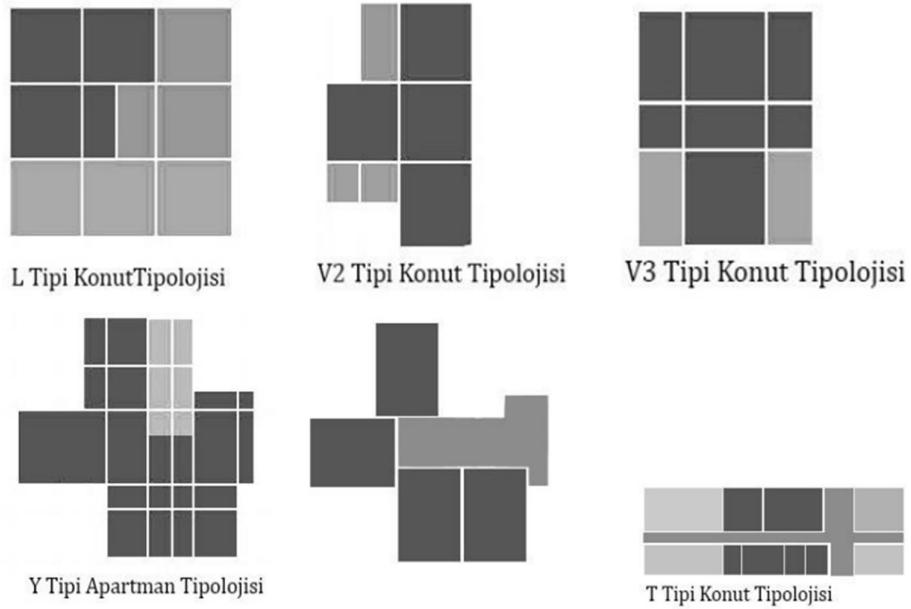 L Tipi KonutTipolojisi
V2 Tipi Konut Tipolojisi
V3 Tipi Konut Tipolojisi
Y Tipi Apartman Tipolojisi
T Tipi Konut Tipolojisi